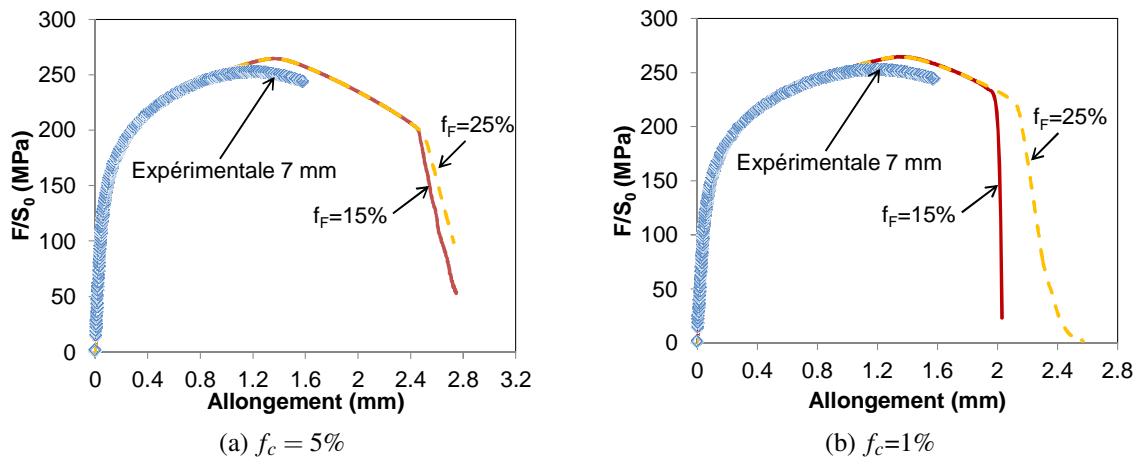 300
250
200
150
100
50
0
F/S0 (MPa)
fF=25%
Expérimentale 7 mm
fF=15%
0 0.4 0.8 1.2 1.6 2 2.4 2.8 3.2
Allongement (mm)
(a) fc = 5%
300
250
200
150
100
50
0
F/S0 (MPa)
fF=25%
Expérimentale 7 mm
fF=15%
0 0.4 0.8 1.2 1.6 2 2.4 2.8
Allongement (mm)
(b) fc=1%